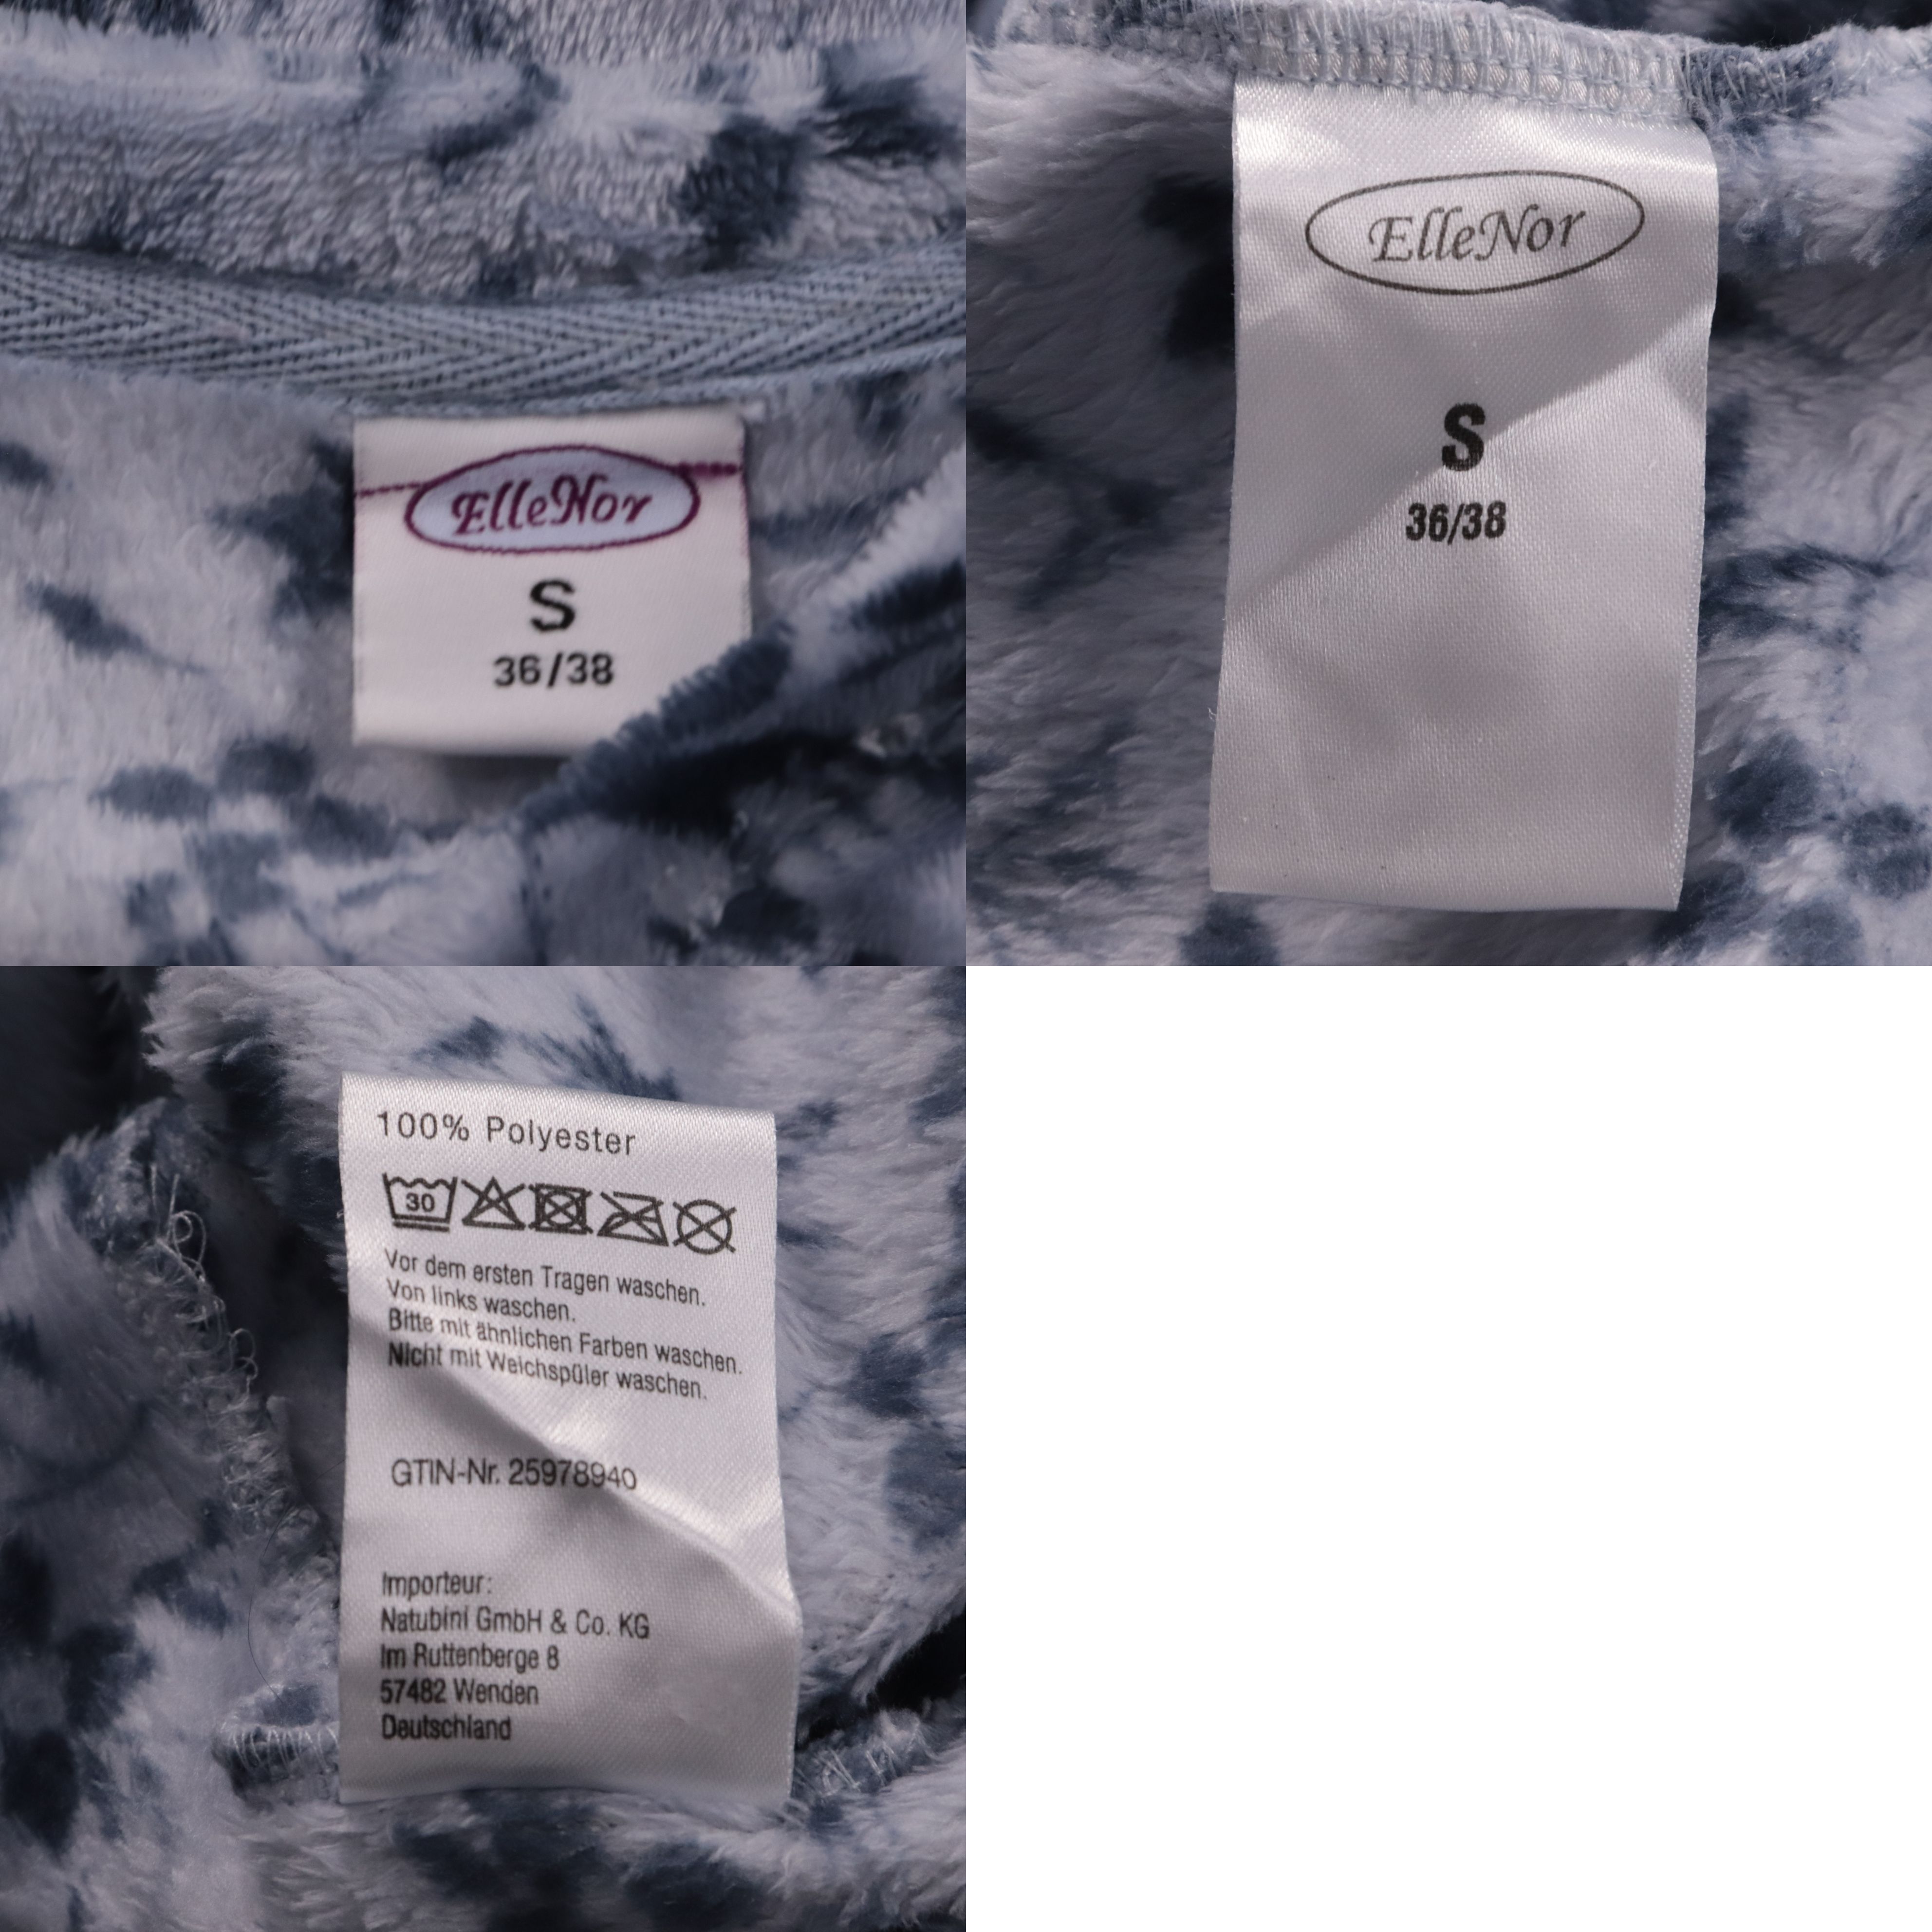 ElleNor
S
36/38
ElleNor
S
36/38
100% Polyester
30
Vor dem ersten Tragen waschen.
Von links waschen.
Bitte mit ähnlichen Farben waschen.
Nicht mit Weichspüler waschen.
GTIN-Nr. 25978940
Importeur:
Natubini GmbH & Co. KG
Im Ruttenberge 8
57482 Wenden
Deutschland